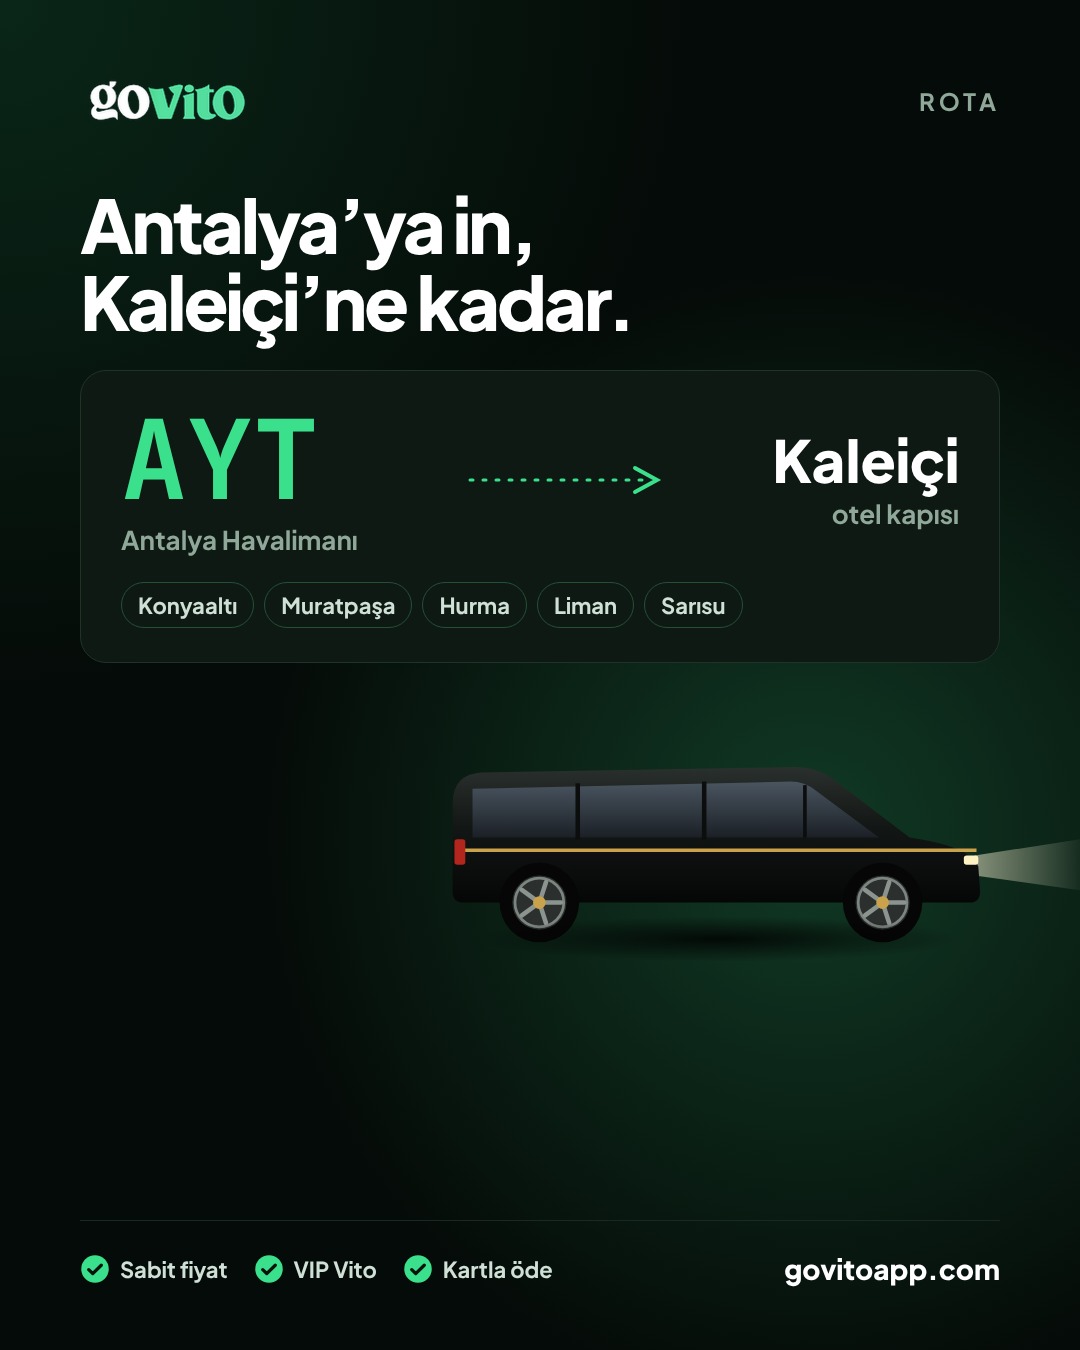 govito
ROTA
Antalya’ya in,
Kaleiçi’ne kadar.
AYT
Antalya Havalimanı
Kaleiçi
otel kapısı
Konyaaltı Muratpaşa Hurma Liman Sarısu
Sabit fiyat VIP Vito Kartla öde
govitoapp.com